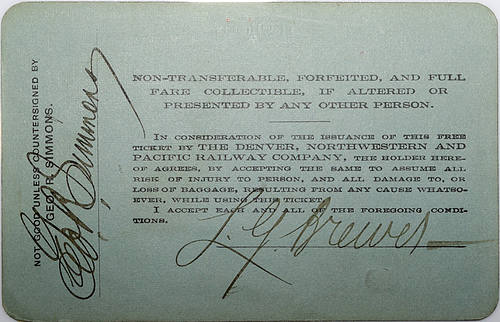 NON-TRANSFERABLE, FORFEITED, AND FULL
FARE COLLECTIBLE, IF ALTERED OR
PRESENTED BY ANY OTHER PERSON.
IN CONSIDERATION OF THE ISSUANCE OF THIS FREE
TICKET BY THE DENVER, NORTHWESTERN AND
PACIFIC RAILWAY COMPANY, THE HOLDER HERE-
OF AGREES, BY ACCEPTING THE SAME TO ASSUME ALL
RISK OF INJURY TO PERSON, AND ALL DAMAGE TO, OR
LOSS OF BAGGAGE, RESULTING FROM ANY CAUSE WHATSO-
EVER, WHILE USING THIS TICKET.
I ACCEPT EACH AND ALL OF THE FOREGOING CONDI-
TIONS.
L. G. Brewer
NOT GOOD UNLESS COUNTERSIGNED BY
GEO. R. SIMMONS.
Geo R Simmons